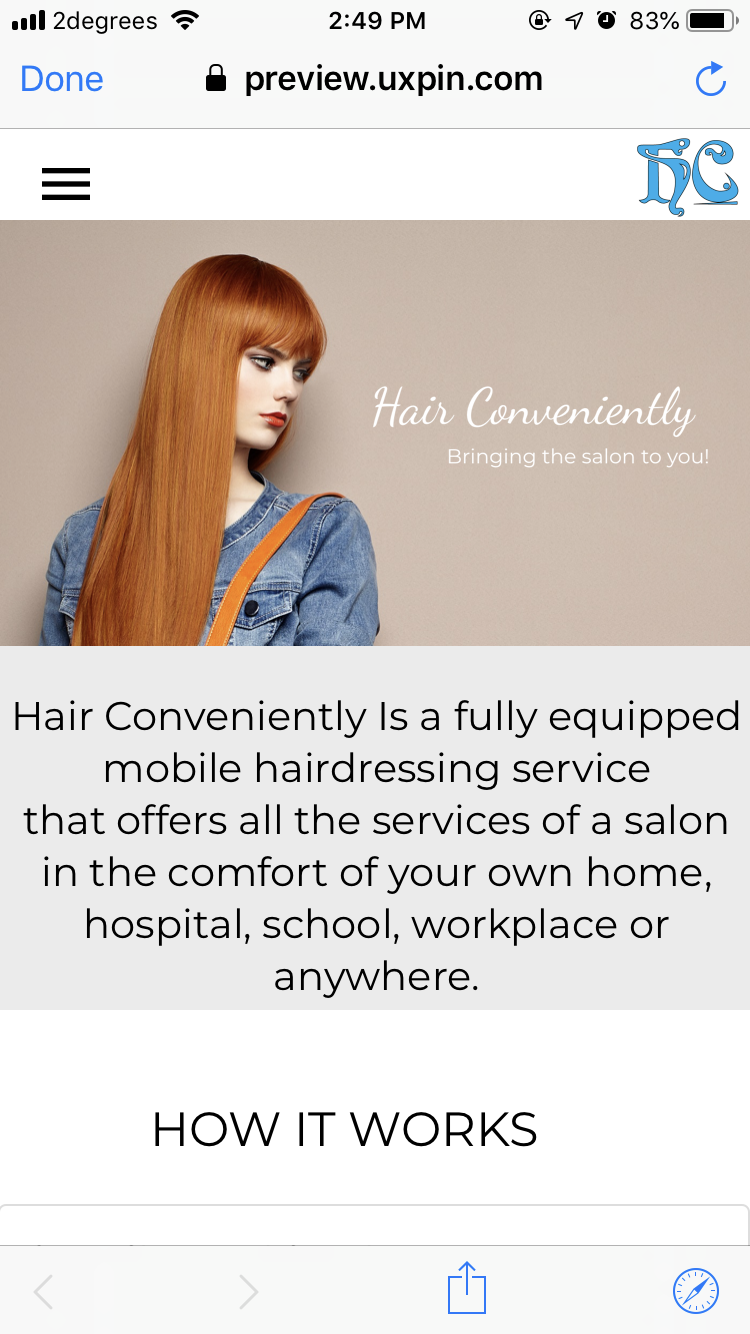 2degrees 2:49 PM 83%
Done preview.uxpin.com
HC
Hair Conveniently
Bringing the salon to you!
Hair Conveniently Is a fully equipped
mobile hairdressing service
that offers all the services of a salon
in the comfort of your own home,
hospital, school, workplace or
anywhere.
HOW IT WORKS